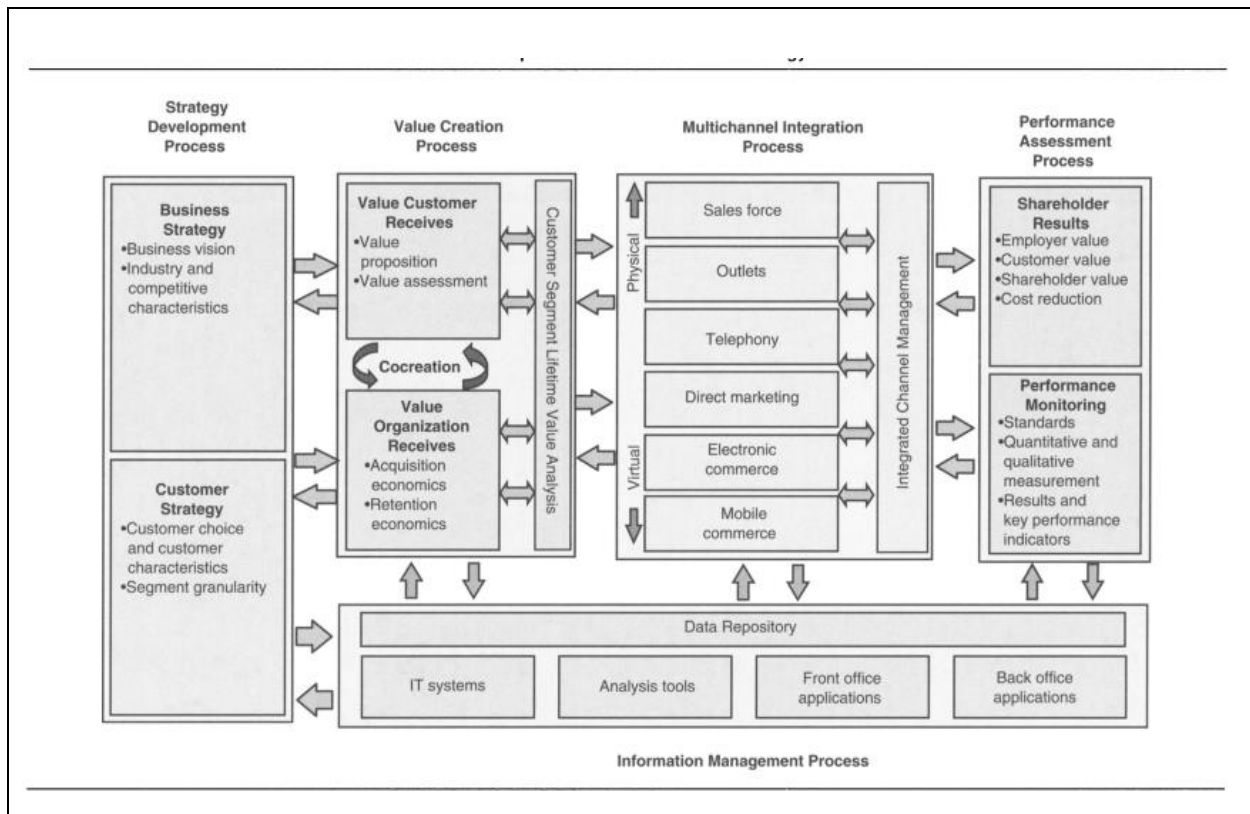 Strategy
Development
Process
Value Creation
Process
Multichannel Integration
Process
Performance
Assessment
Process
Business
Strategy
•Business vision
•Industry and
competitive
characteristics
Customer
Strategy
•Customer choice
and customer
characteristics
•Segment granularity
Value Customer
Receives
•Value
proposition
•Value assessment
Cocreation
Value
Organization
Receives
•Acquisition
economics
•Retention
economics
Customer Segment Lifetime Value Analysis
Physical
Virtual
Sales force
Outlets
Telephony
Direct marketing
Electronic
commerce
Mobile
commerce
Integrated Channel Management
Shareholder
Results
•Employer value
•Customer value
•Shareholder value
•Cost reduction
Performance
Monitoring
•Standards
•Quantitative and
qualitative
measurement
•Results and
key performance
indicators
Data Repository
IT systems
Analysis tools
Front office
applications
Back office
applications
Information Management Process